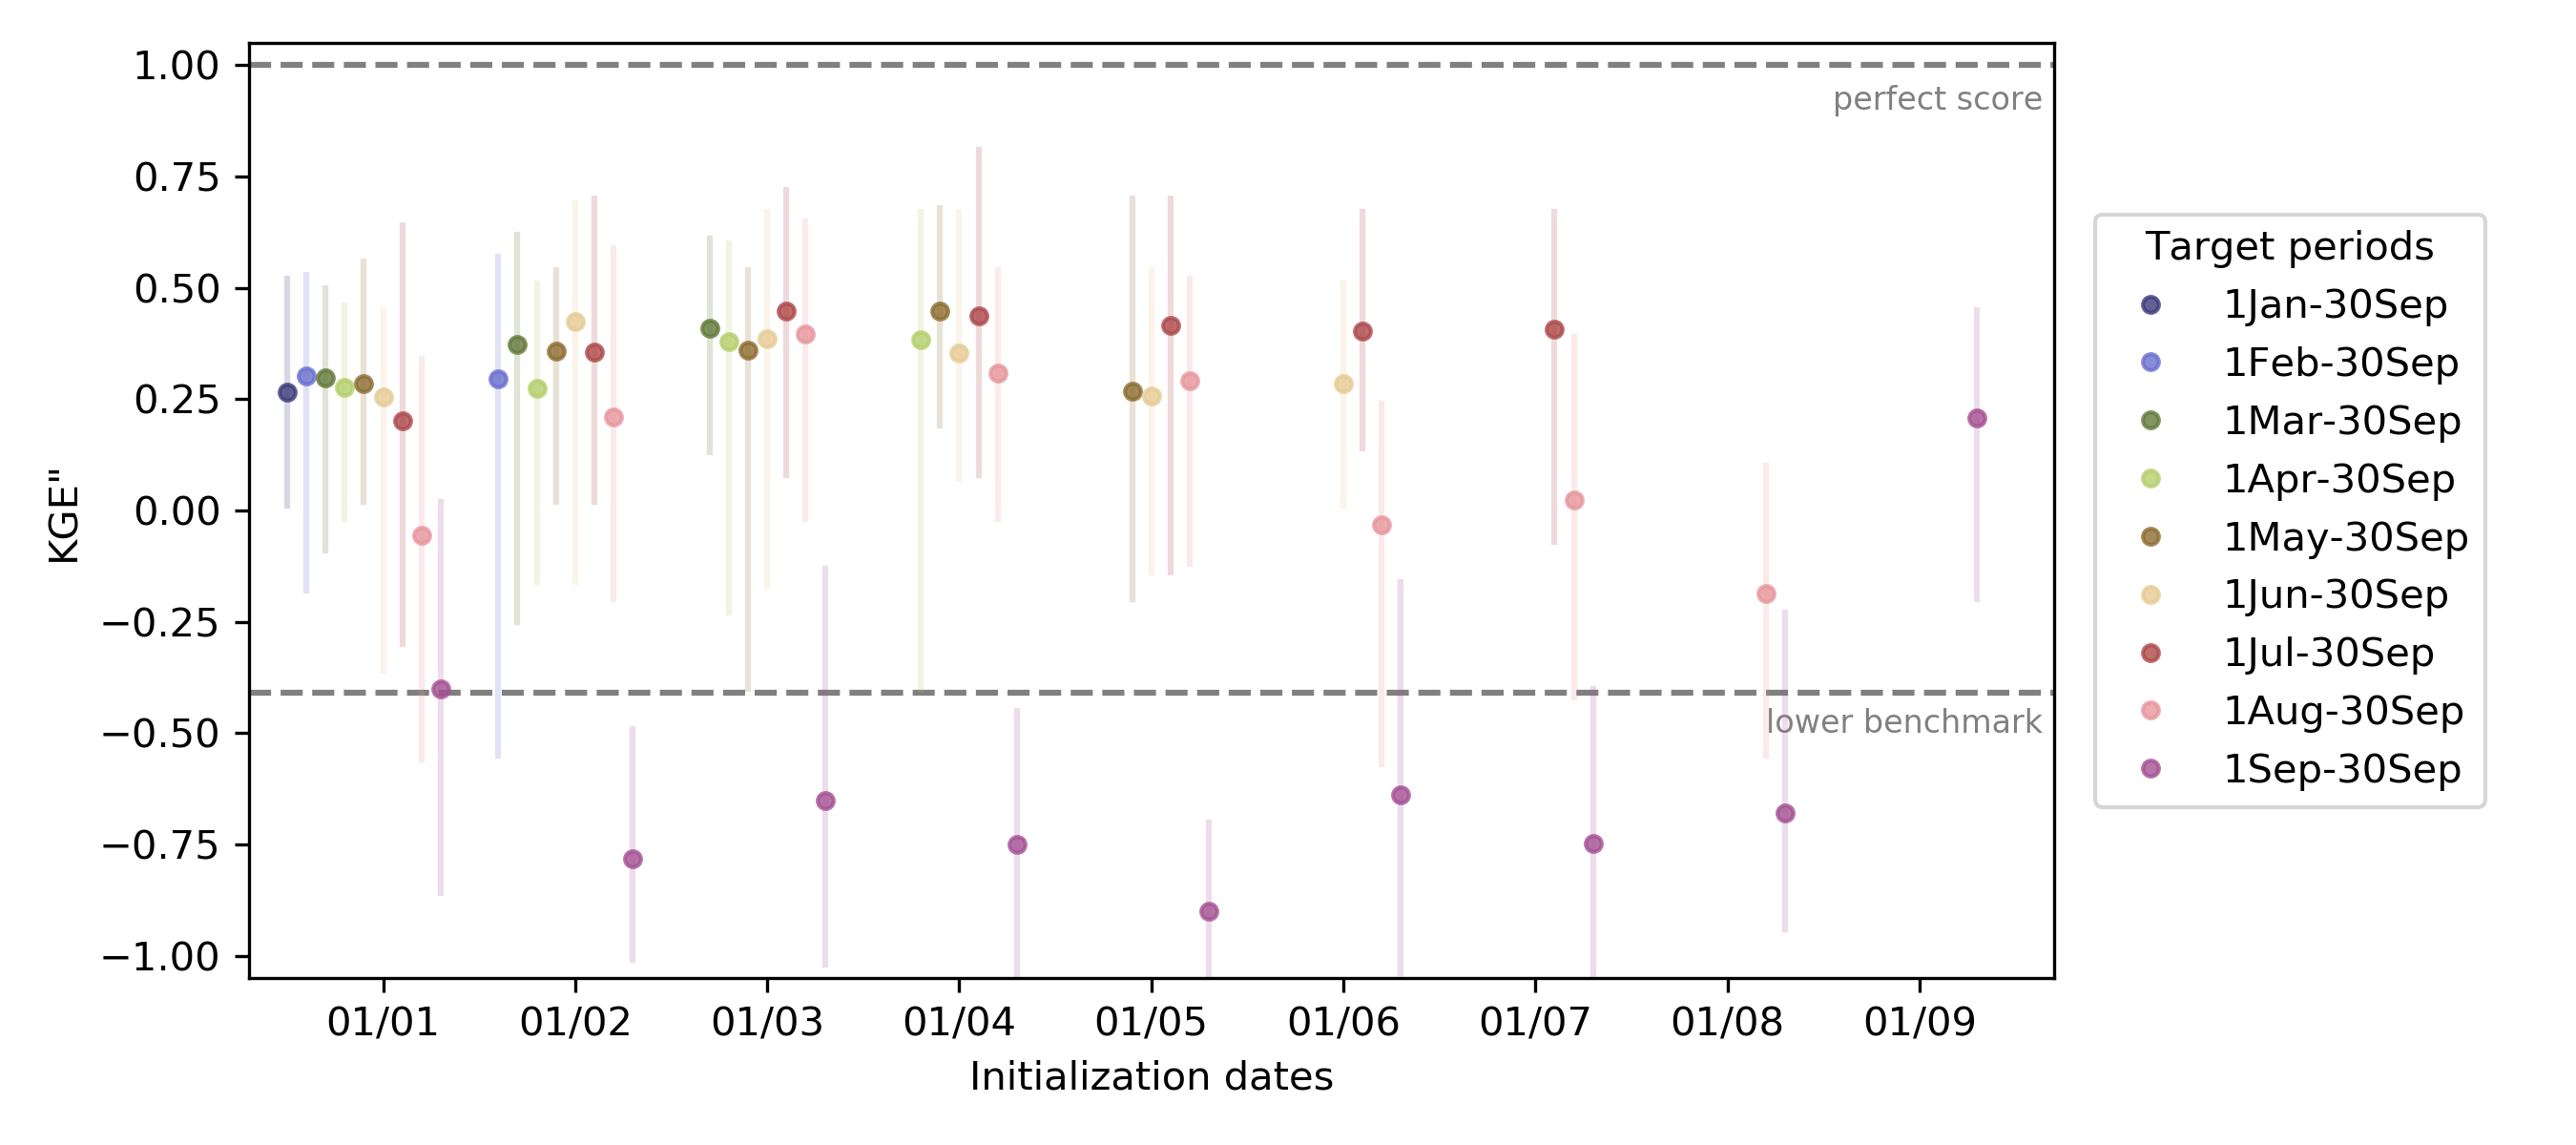 1.00
0.75
0.50
0.25
0.00
−0.25
−0.50
−0.75
−1.00
KGE"
perfect score
lower benchmark
01/01 01/02 01/03 01/04 01/05 01/06 01/07 01/08 01/09
Initialization dates
Target periods
1Jan-30Sep
1Feb-30Sep
1Mar-30Sep
1Apr-30Sep
1May-30Sep
1Jun-30Sep
1Jul-30Sep
1Aug-30Sep
1Sep-30Sep